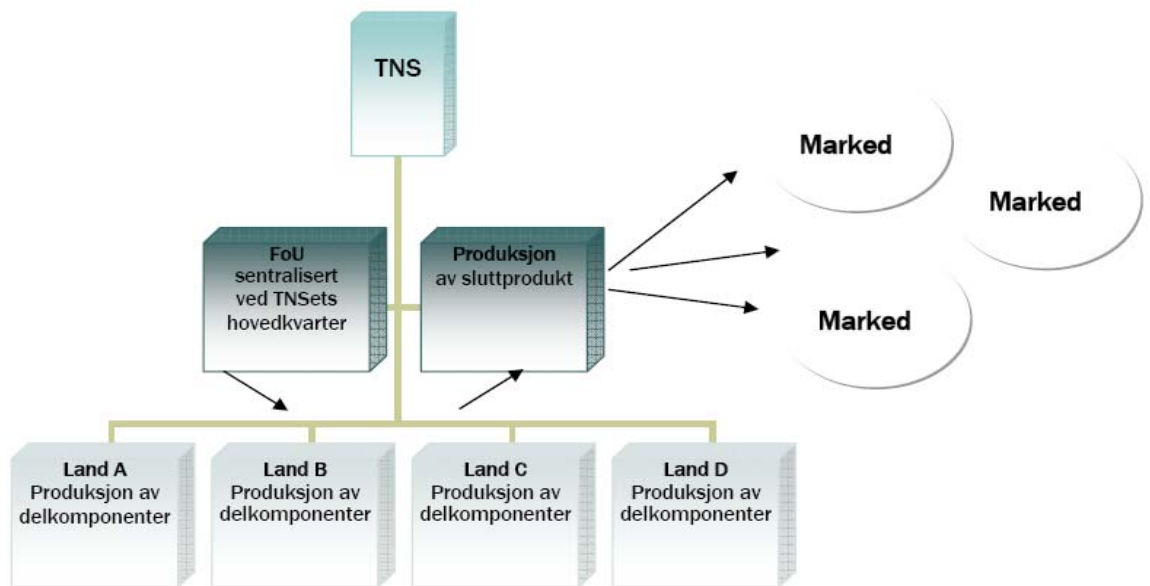 TNS
Marked
Marked
Marked
FoU
sentralisert
ved TNSets
hovedkvarter
Produksjon
av sluttprodukt
Land A
Produksjon av
delkomponenter
Land B
Produksjon av
delkomponenter
Land C
Produksjon av
delkomponenter
Land D
Produksjon av
delkomponenter